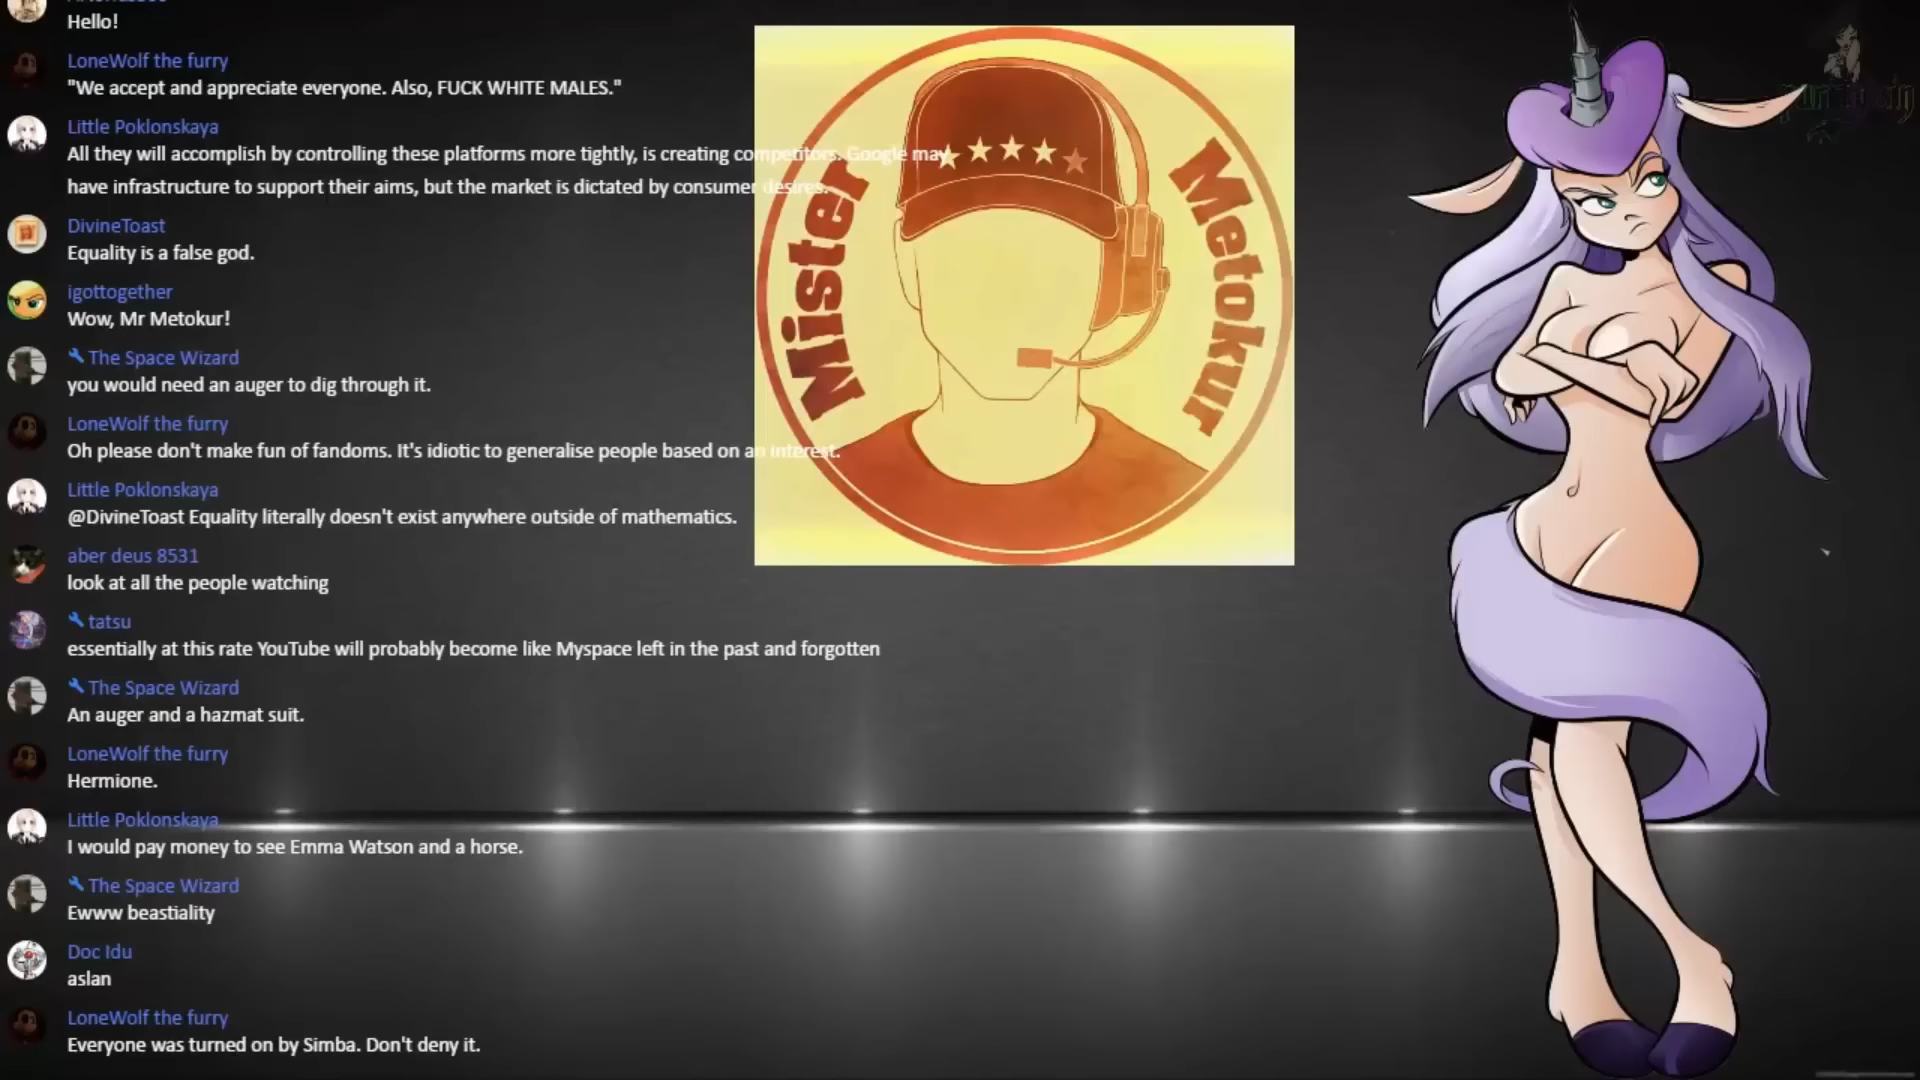 Hello!
LoneWolf the furry
"We accept and appreciate everyone. Also, FUCK WHITE MALES."
Little Poklonskaya
All they will accomplish by controlling these platforms more tightly, is creating competitors. Google may
have infrastructure to support their aims, but the market is dictated by consumer desires.
DivineToast
Equality is a false god.
igottogether
Wow, Mr Metokur!
The Space Wizard
you would need an auger to dig through it.
LoneWolf the furry
Oh please don't make fun of fandoms. It's idiotic to generalise people based on an interest.
Little Poklonskaya
@DivineToast Equality literally doesn't exist anywhere outside of mathematics.
aber deus 8531
look at all the people watching
tatsu
essentially at this rate YouTube will probably become like Myspace left in the past and forgotten
The Space Wizard
An auger and a hazmat suit.
LoneWolf the furry
Hermione.
Little Poklonskaya
I would pay money to see Emma Watson and a horse.
The Space Wizard
Ewww beastiality
Doc Idu
aslan
LoneWolf the furry
Everyone was turned on by Simba. Don't deny it.
Mister
Metokur